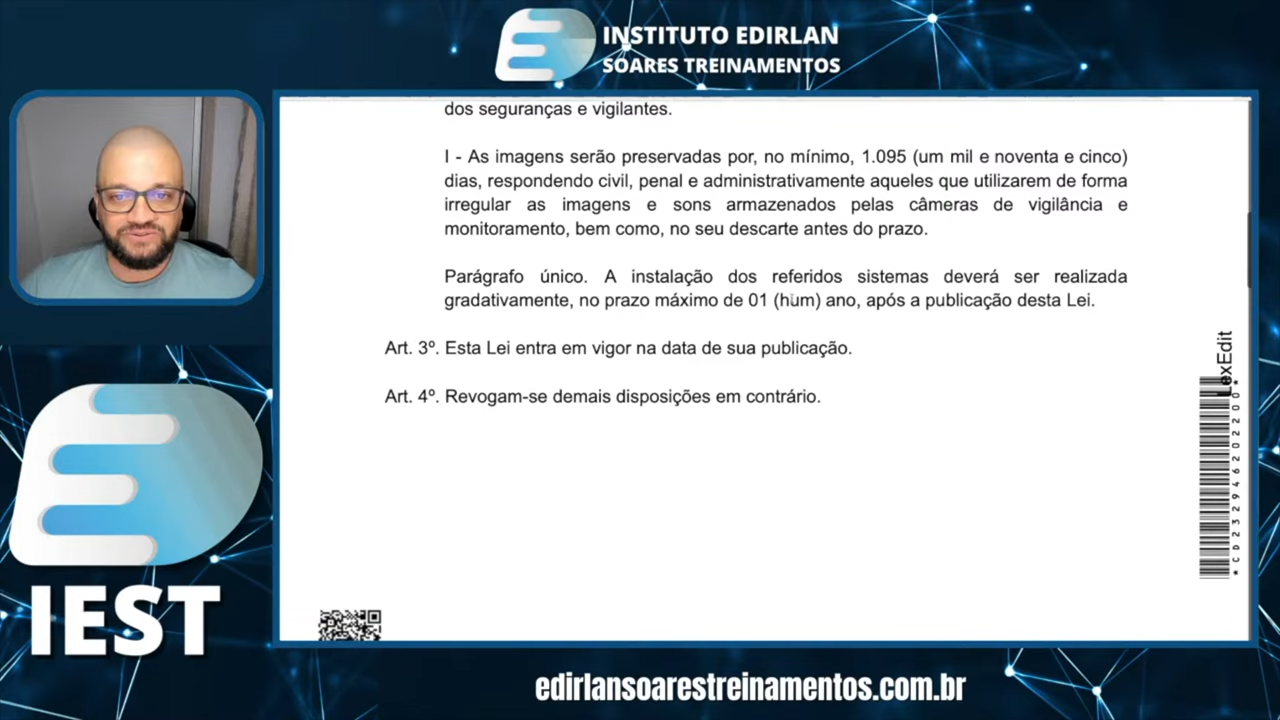 INSTITUTO EDIRLAN
SOARES TREINAMENTOS
dos seguranças e vigilantes.
I - As imagens serão preservadas por, no mínimo, 1.095 (um mil e noventa e cinco)
dias, respondendo civil, penal e administrativamente aqueles que utilizarem de forma
irregular as imagens e sons armazenados pelas câmeras de vigilância e
monitoramento, bem como, no seu descarte antes do prazo.
Parágrafo único. A instalação dos referidos sistemas deverá ser realizada
gradativamente, no prazo máximo de 01 (hum) ano, após a publicação desta Lei.
Art. 3º. Esta Lei entra em vigor na data de sua publicação.
Art. 4º. Revogam-se demais disposições em contrário.
LexEdit
*CD232946202200*
IEST
edirlansoarestreinamentos.com.br